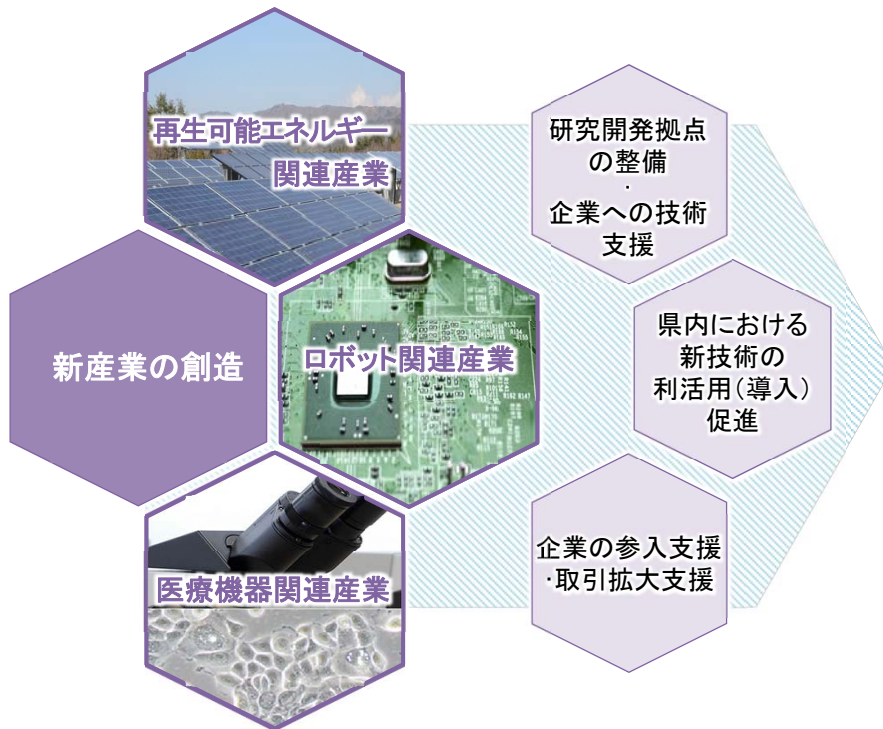 再生可能エネルギー
関連産業
新産業の創造
ロボット関連産業
医療機器関連産業
研究開発拠点
の整備
・
企業への技術
支援
県内における
新技術の
利活用（導入）
促進
企業の参入支援
・取引拡大支援